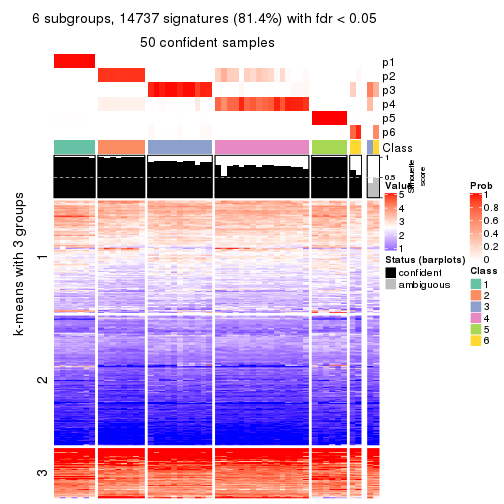 6 subgroups, 14737 signatures (81.4%) with fdr < 0.05
50 confident samples
p1
p2
p3
p4
p5
p6
Class
1
0.5
0
Silhouette
score
k-means with 3 groups
1
2
3
Value
5
4
3
2
1
Status (barplots)
confident
ambiguous
Prob
1
0.8
0.6
0.4
0.2
0
Class
1
2
3
4
5
6